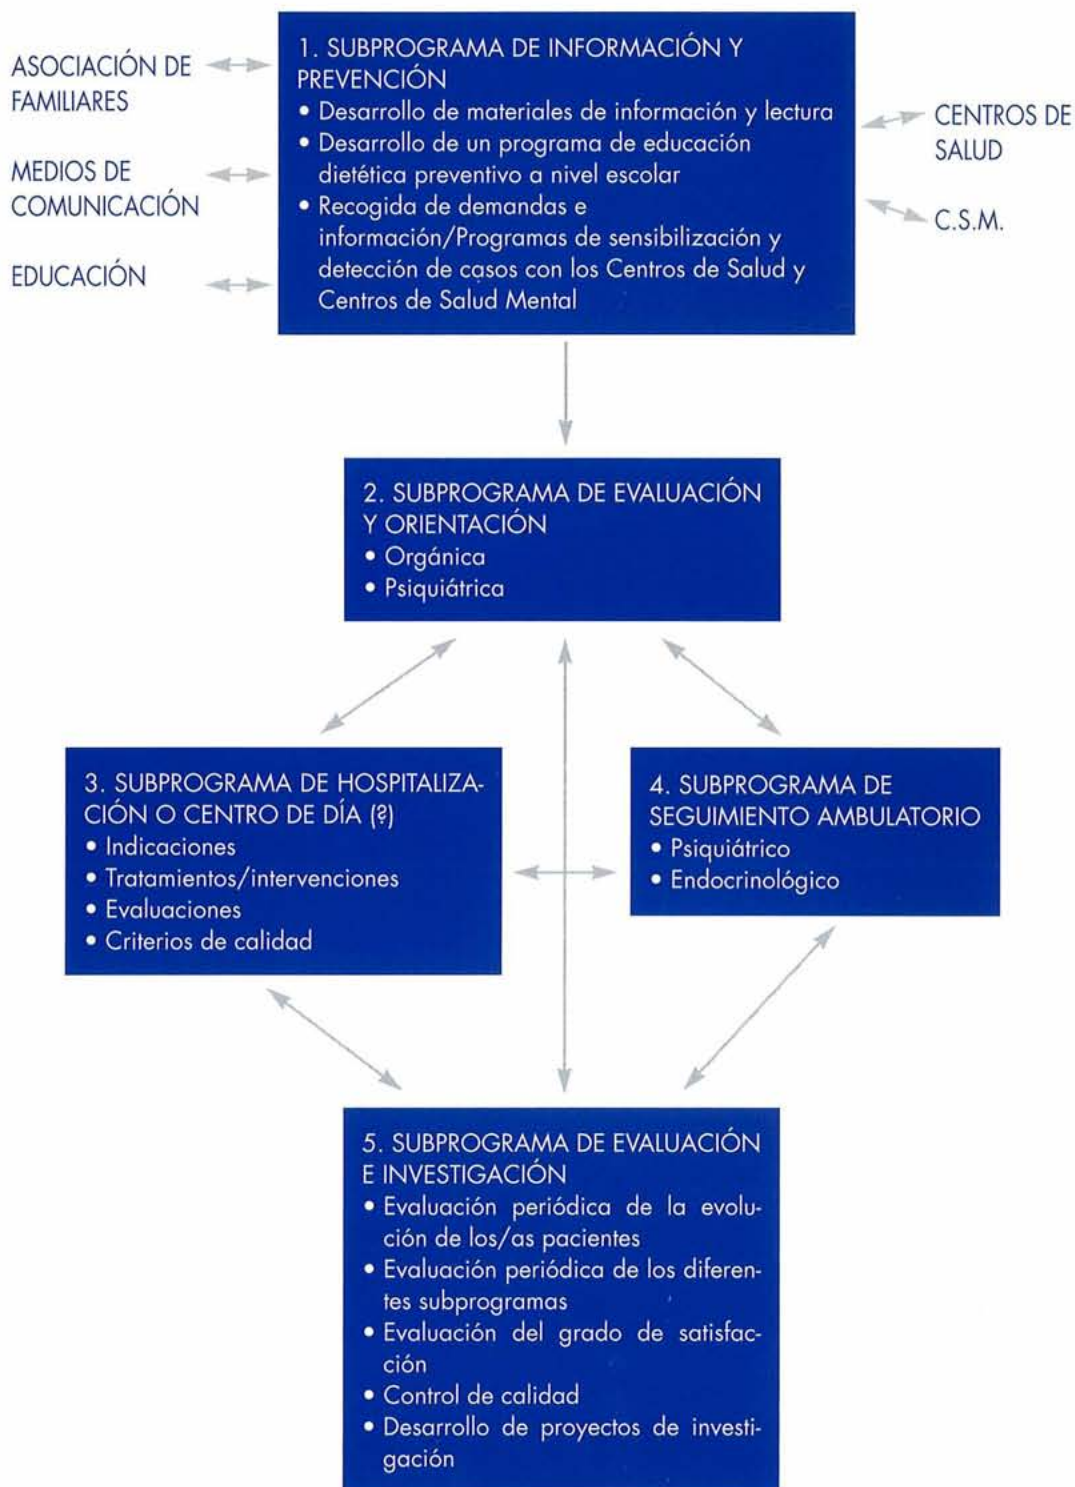 ASOCIACIÓN DE
FAMILIARES
MEDIOS DE
COMUNICACIÓN
EDUCACIÓN
1. SUBPROGRAMA DE INFORMACIÓN Y
PREVENCIÓN
• Desarrollo de materiales de información y lectura
• Desarrollo de un programa de educación
dietética preventivo a nivel escolar
• Recogida de demandas e
información/Programas de sensibilización y
detección de casos con los Centros de Salud y
Centros de Salud Mental
CENTROS DE
SALUD
C.S.M.
2. SUBPROGRAMA DE EVALUACIÓN
Y ORIENTACIÓN
• Orgánica
• Psiquiátrica
3. SUBPROGRAMA DE HOSPITALIZA-
CIÓN O CENTRO DE DÍA (?)
• Indicaciones
• Tratamientos/intervenciones
• Evaluaciones
• Criterios de calidad
4. SUBPROGRAMA DE
SEGUIMIENTO AMBULATORIO
• Psiquiátrico
• Endocrinológico
5. SUBPROGRAMA DE EVALUACIÓN
E INVESTIGACIÓN
• Evaluación periódica de la evolu-
ción de los/as pacientes
• Evaluación periódica de los diferen-
tes subprogramas
• Evaluación del grado de satisfac-
ción
• Control de calidad
• Desarrollo de proyectos de investi-
gación